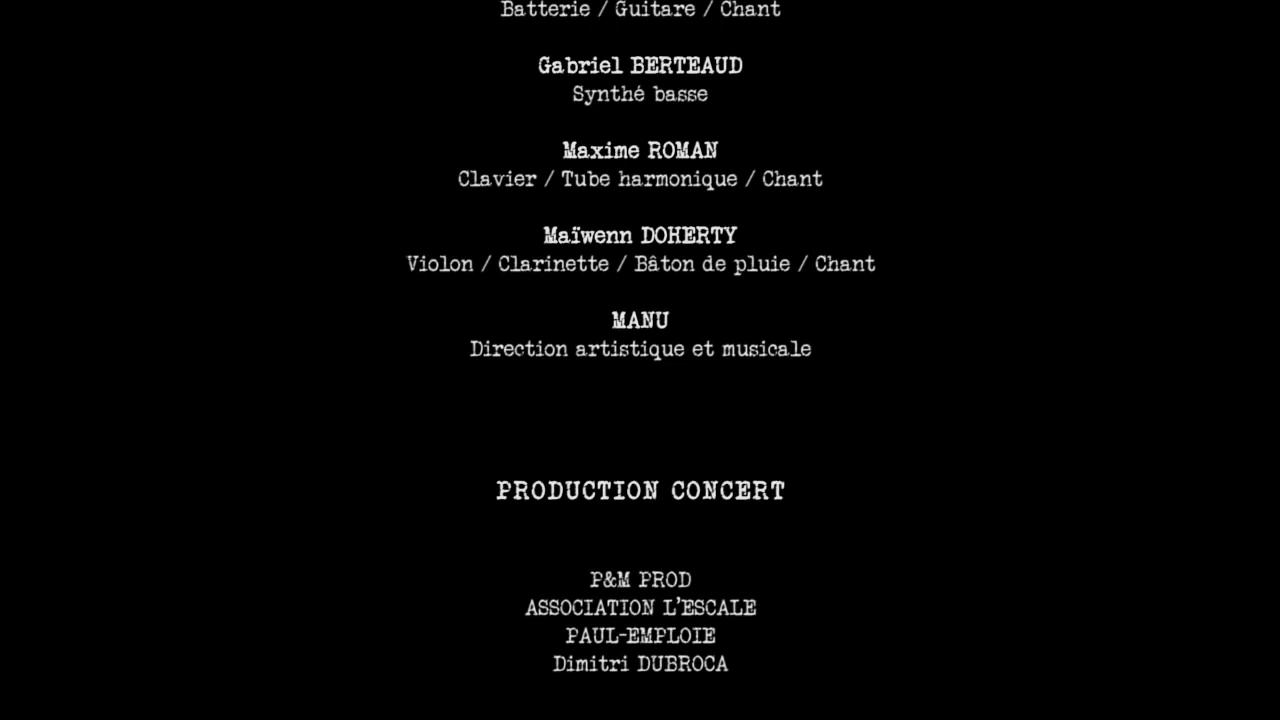 Batterie / Guitare / Chant
Gabriel BERTEAUD
Synthé basse
Maxime ROMAN
Clavier / Tube harmonique / Chant
Maïwenn DOHERTY
Violon / Clarinette / Bâton de pluie / Chant
MANU
Direction artistique et musicale
PRODUCTION CONCERT
P&M PROD
ASSOCIATION L'ESCALE
PAUL-EMPLOIE
Dimitri DUBROCA